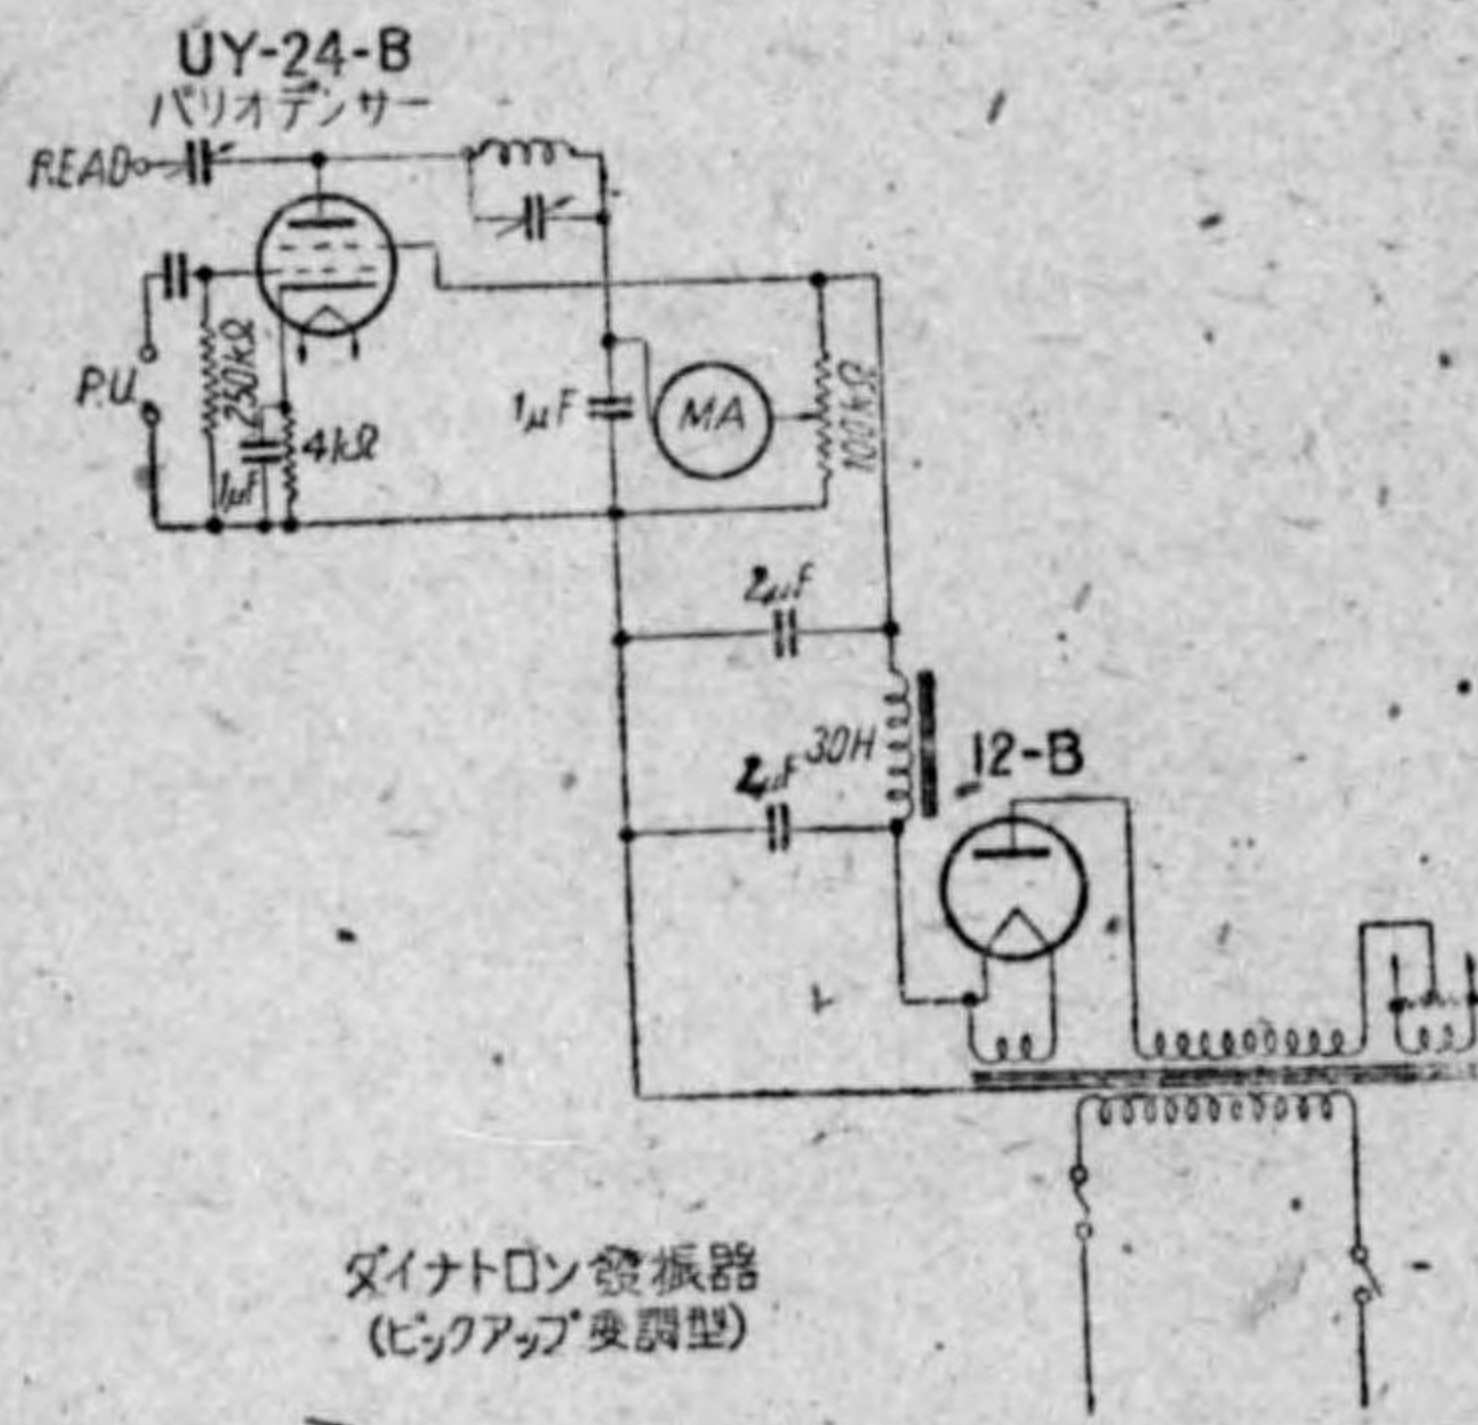 UY-24-B
バリオデンサー
READ
P.U.
250kΩ
1μF
4kΩ
1μF
MA
100kΩ
2μF
30H
2μF
12-B
ダイナトロン發振器
(ピックアップ変調型)